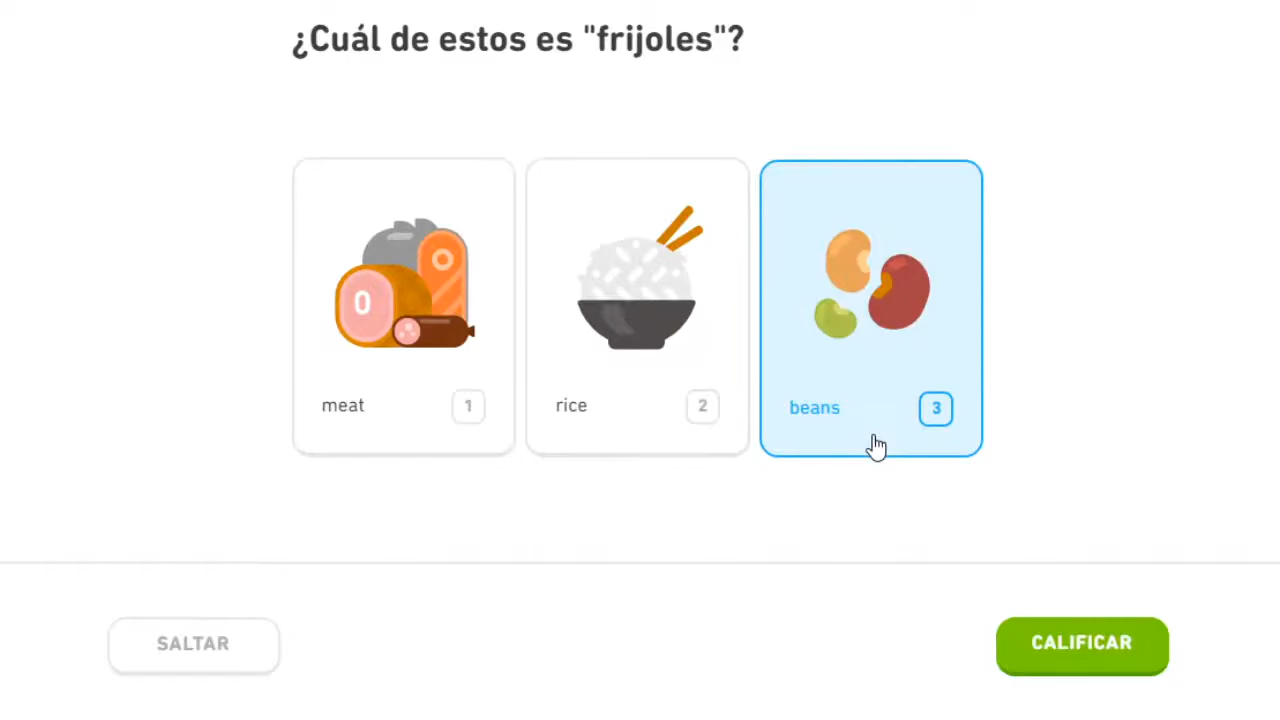 ¿Cuál de estos es "frijoles"?
meat 1
rice 2
beans 3
SALTAR
CALIFICAR